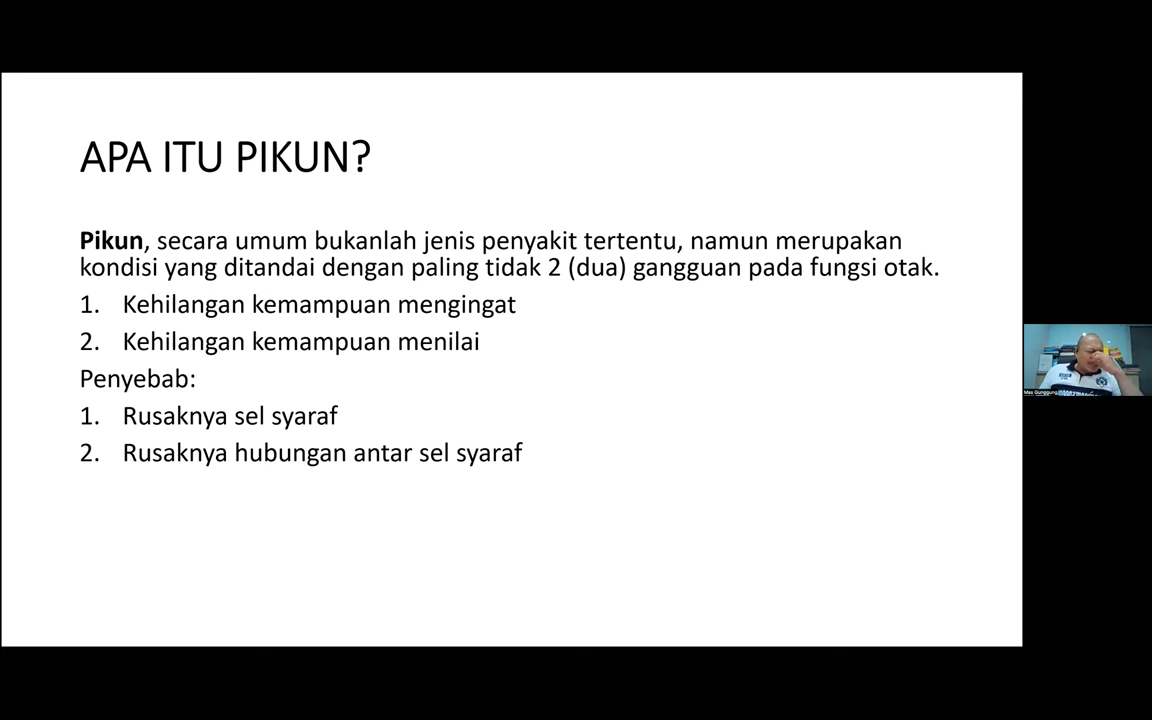 APA ITU PIKUN?
Pikun, secara umum bukanlah jenis penyakit tertentu, namun merupakan
kondisi yang ditandai dengan paling tidak 2 (dua) gangguan pada fungsi otak.
1. Kehilangan kemampuan mengingat
2. Kehilangan kemampuan menilai
Penyebab:
1. Rusaknya sel syaraf
2. Rusaknya hubungan antar sel syaraf
Mas Gunggung